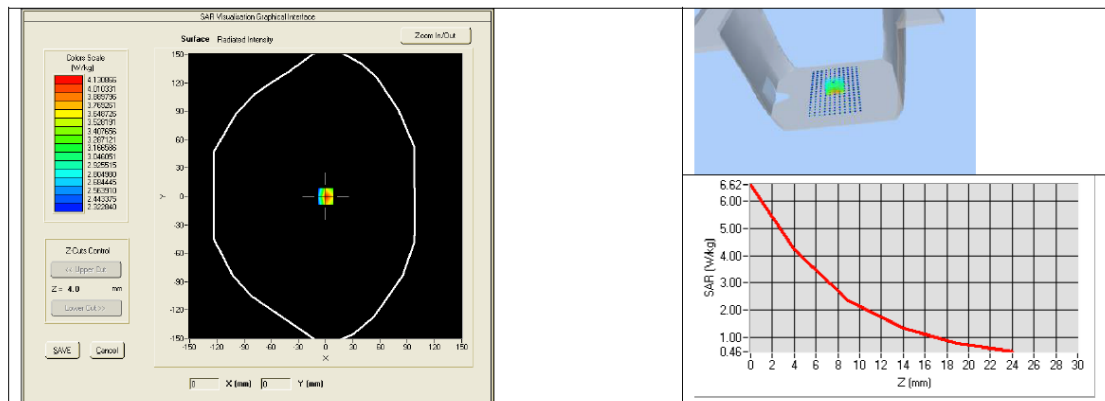 SAR Visualisation Graphical Interface
Surface Radiated Intensity
Zoom In/Out
Colors Scale
(W/kg)
4.130866
4.010331
3.889796
3.769261
3.648726
3.528191
3.407656
3.287121
3.166586
3.046051
2.925515
2.804980
2.684445
2.563910
2.443375
2.322840
Z-Cuts Control
<< Upper Cut
Z = 4.0 mm
Lower Cut >>
SAVE Cancel
150-
120-
90-
60-
30-
0-
-30-
-60-
-90-
-120-
-150-
Y
-150 -120 -90 -60 -30 0 30 60 90 120 150
X
0 X (mm) 0 Y (mm)
6.62-
6.00-
5.00-
4.00-
3.00-
2.00-
1.00-
0.46-
SAR (W/kg)
0 2 4 6 8 10 12 14 16 18 20 22 24 26 28 30
Z (mm)